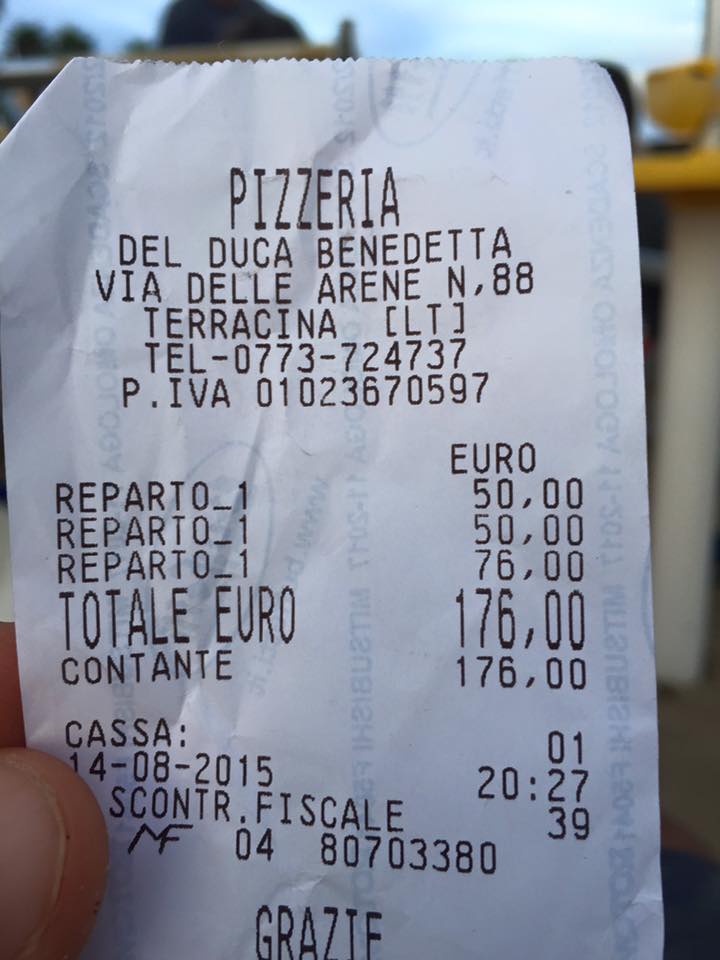 PIZZERIA
DEL DUCA BENEDETTA
VIA DELLE ARENE N,88
TERRACINA [LT]
TEL-0773-724737
P.IVA 01023670597
EURO
REPARTO_1 50,00
REPARTO_1 50,00
REPARTO_1 76,00
TOTALE EURO 176,00
CONTANTE 176,00
CASSA: 01
14-08-2015 20:27
SCONTR.FISCALE 39
MF 04 80703380
GRAZIE